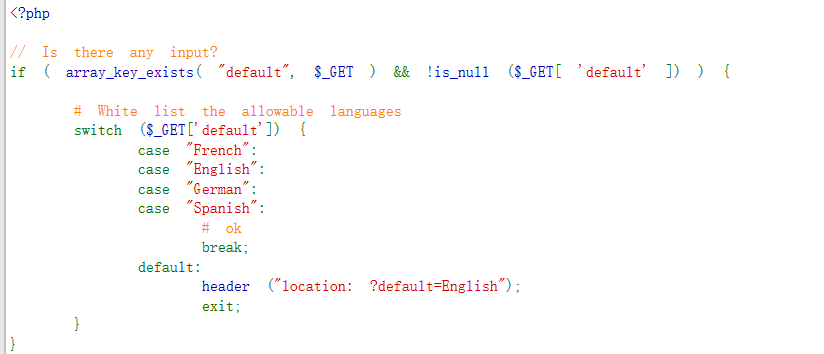 <?php
// Is there any input?
if ( array_key_exists( "default", $_GET ) && !is_null ($_GET[ 'default' ]) ) {
# White list the allowable languages
switch ($_GET['default']) {
case "French":
case "English":
case "German":
case "Spanish":
# ok
break;
default:
header ("location: ?default=English");
exit;
}
}